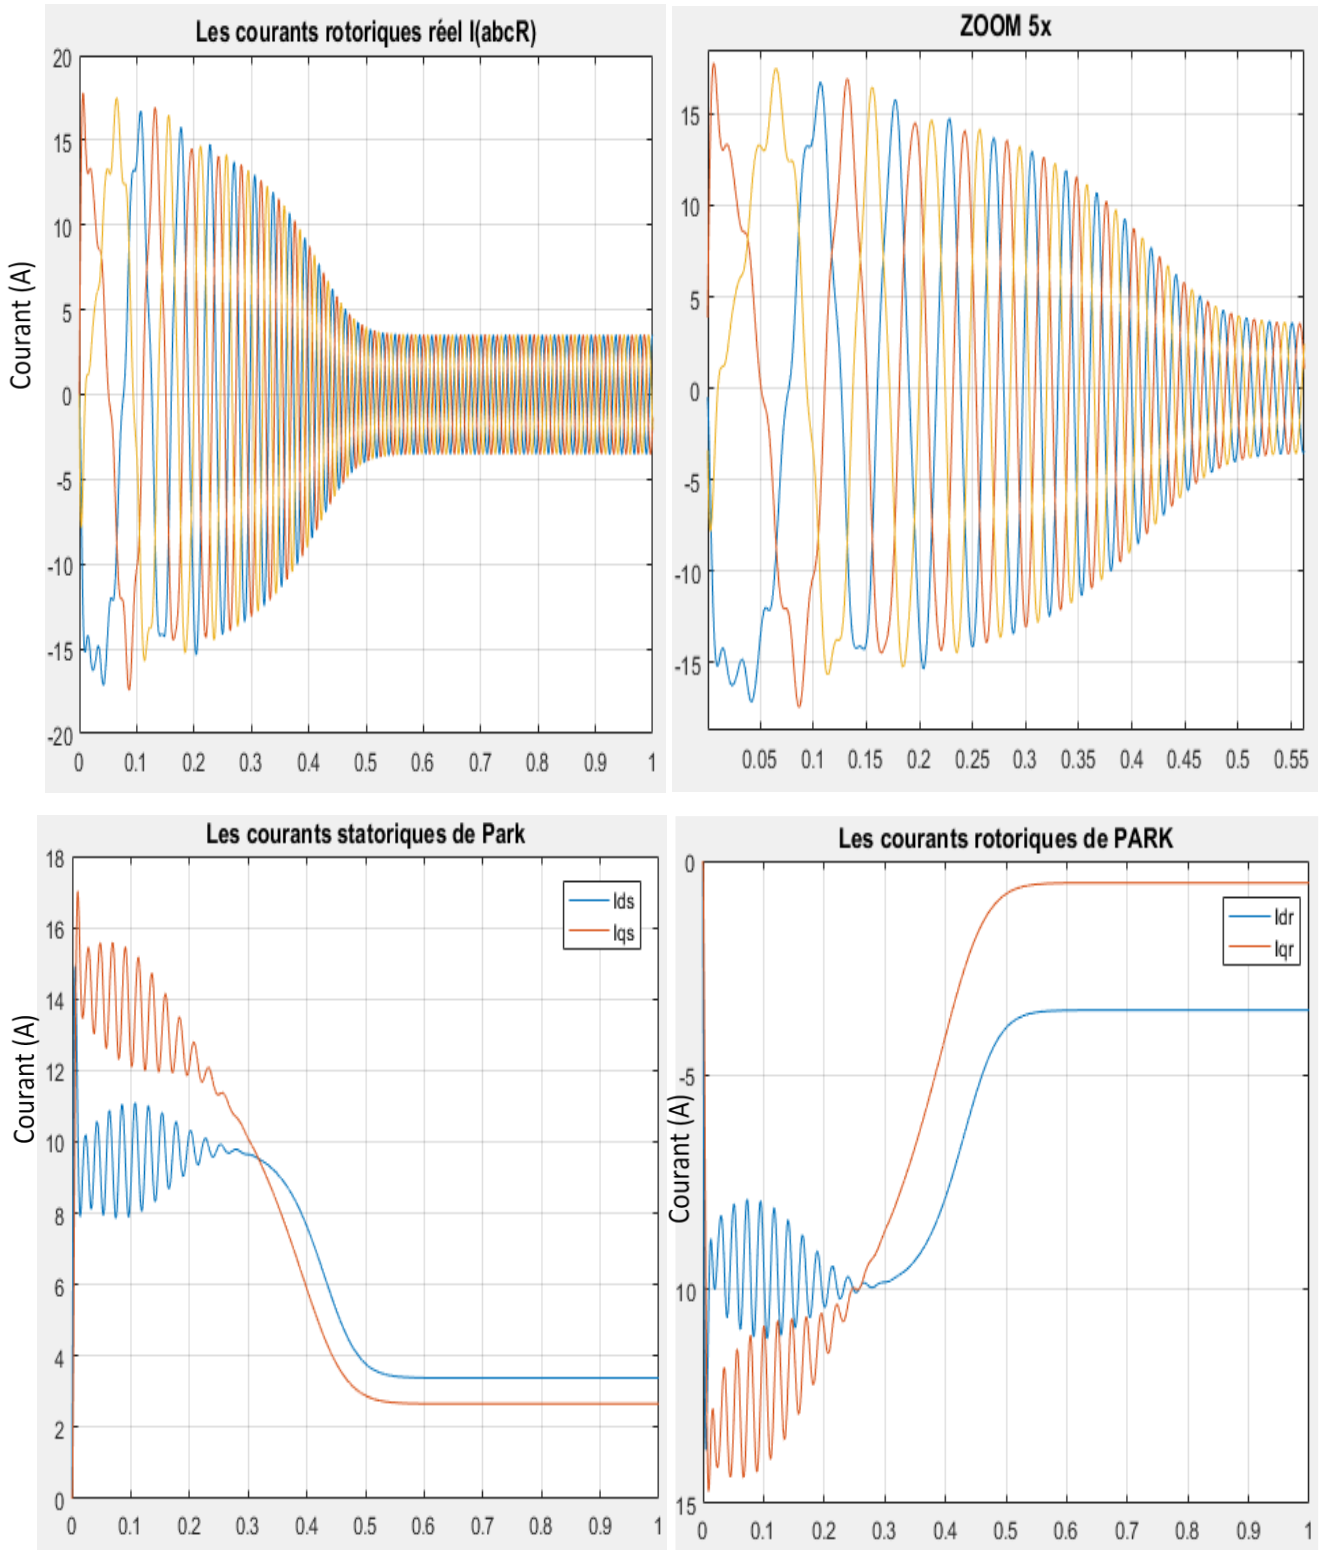 Les courants rotoriques réel I(abcR)
Courant (A)
20
15
10
5
0
-5
-10
-15
-20
0 0.1 0.2 0.3 0.4 0.5 0.6 0.7 0.8 0.9 1
ZOOM 5x
15
10
5
0
-5
-10
-15
0.05 0.1 0.15 0.2 0.25 0.3 0.35 0.4 0.45 0.5 0.55
Les courants statoriques de Park
Courant (A)
18
16
14
12
10
8
6
4
2
0
0 0.1 0.2 0.3 0.4 0.5 0.6 0.7 0.8 0.9 1
Ids
Iqs
Les courants rotoriques de PARK
Courant (A)
0
-5
10
15
0 0.1 0.2 0.3 0.4 0.5 0.6 0.7 0.8 0.9 1
Idr
Iqr